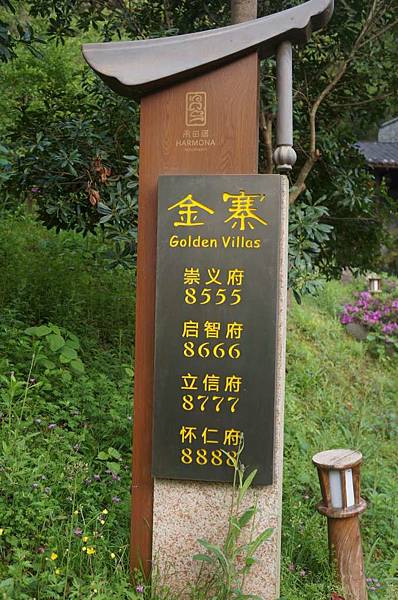 禾田居
HARMONA
金寨
Golden Villas
崇义府
8555
启智府
8666
立信府
8777
怀仁府
8888